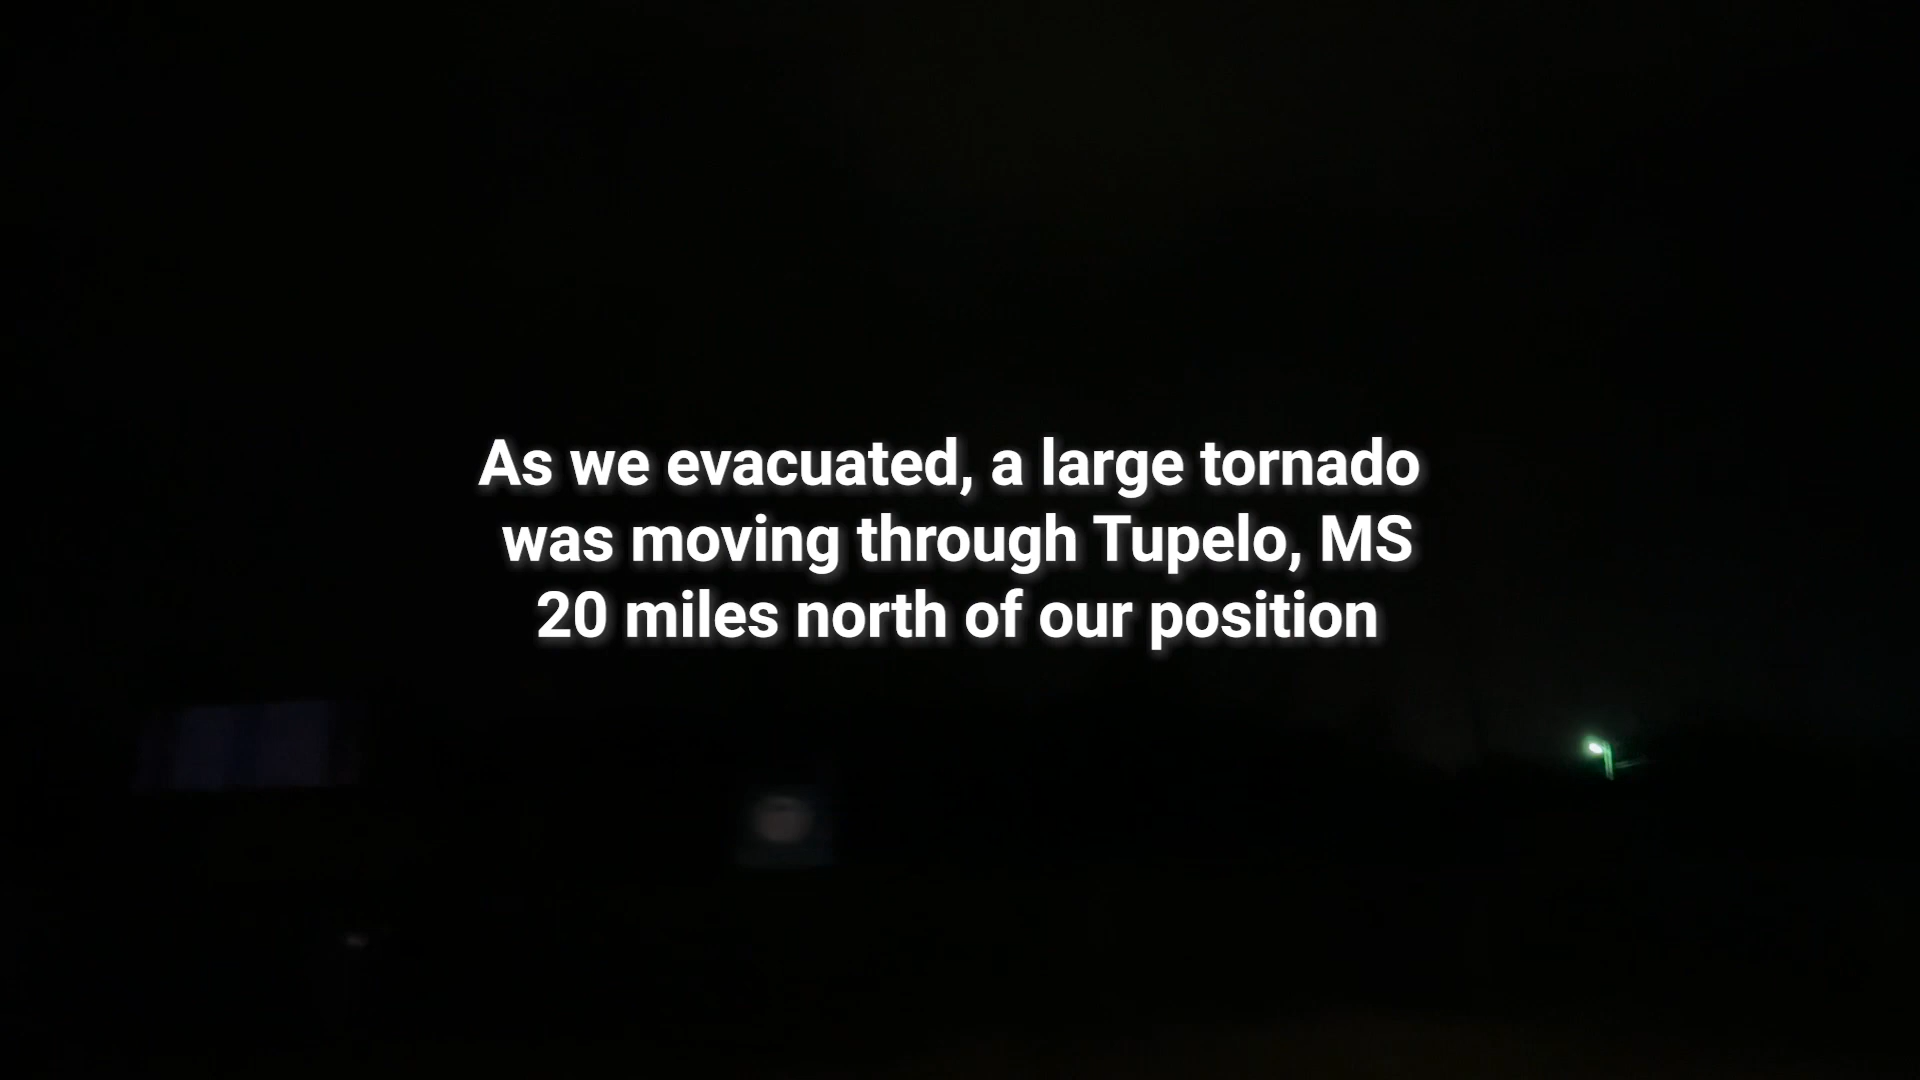 As we evacuated, a large tornado
was moving through Tupelo, MS
20 miles north of our position